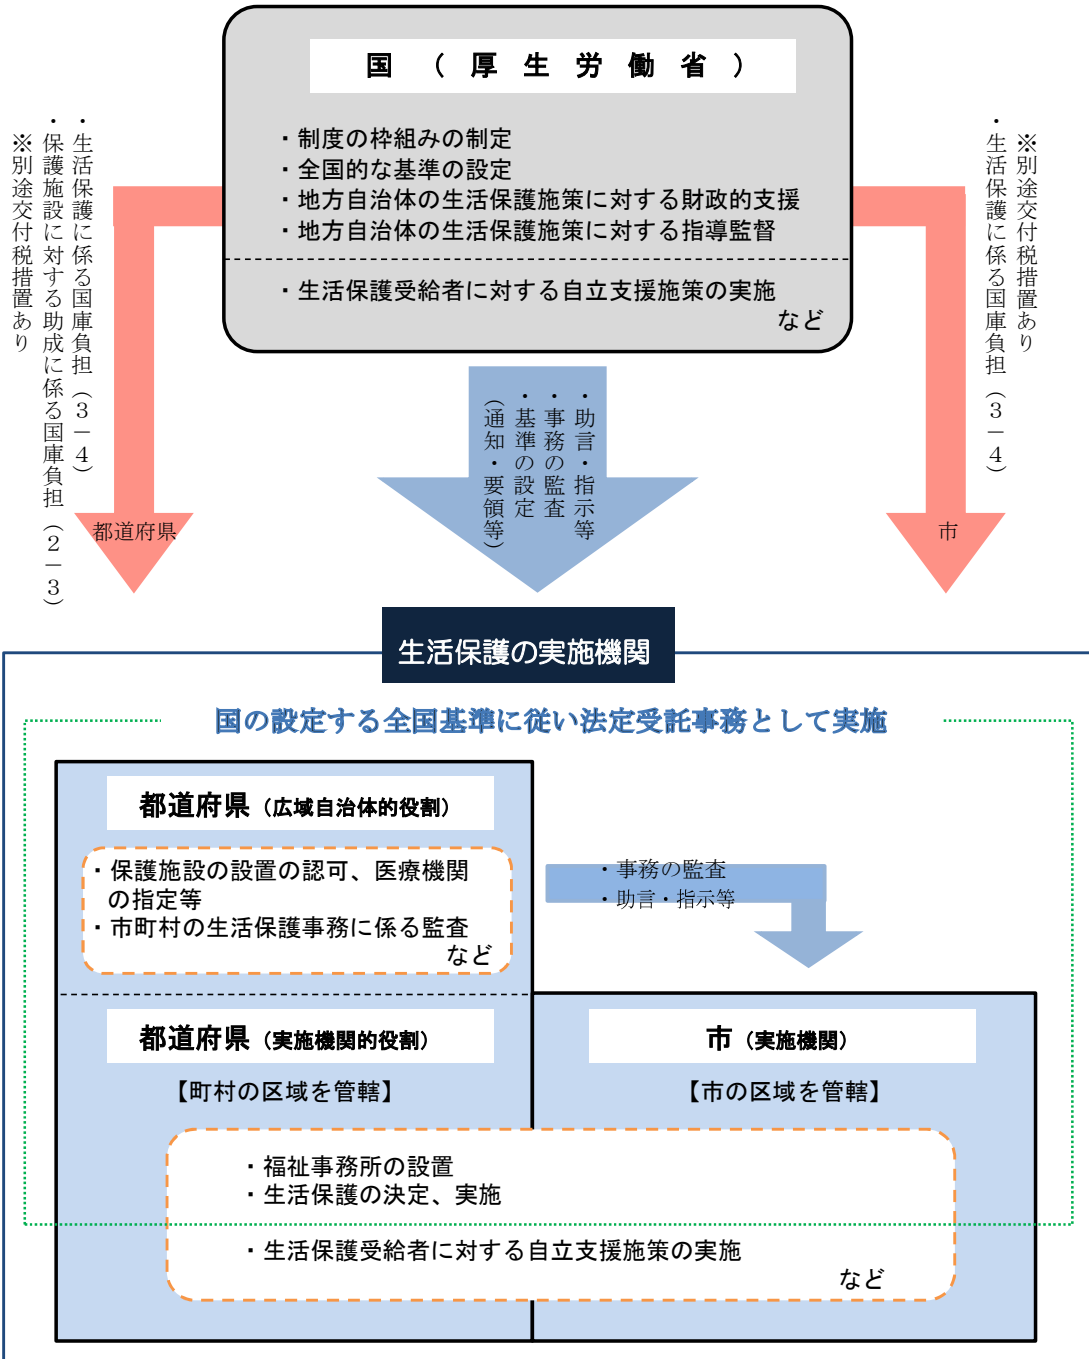 国（厚生労働省）
・制度の枠組みの制定
・全国的な基準の設定
・地方自治体の生活保護施策に対する財政的支援
・地方自治体の生活保護施策に対する指導監督
・生活保護受給者に対する自立支援施策の実施
など
・生活保護に係る国庫負担（３－４）
・保護施設に対する助成に係る国庫負担（２－３）
※別途交付税措置あり
都道府県
・助言・指示等
・事務の監査
・基準の設定
（通知・要領等）
※別途交付税措置あり
・生活保護に係る国庫負担（３－４）
市
生活保護の実施機関
国の設定する全国基準に従い法定受託事務として実施
都道府県（広域自治体的役割）
・保護施設の設置の認可、医療機関
の指定等
・市町村の生活保護事務に係る監査
など
・事務の監査
・助言・指示等
都道府県（実施機関的役割）
【町村の区域を管轄】
市（実施機関）
【市の区域を管轄】
・福祉事務所の設置
・生活保護の決定、実施
・生活保護受給者に対する自立支援施策の実施
など